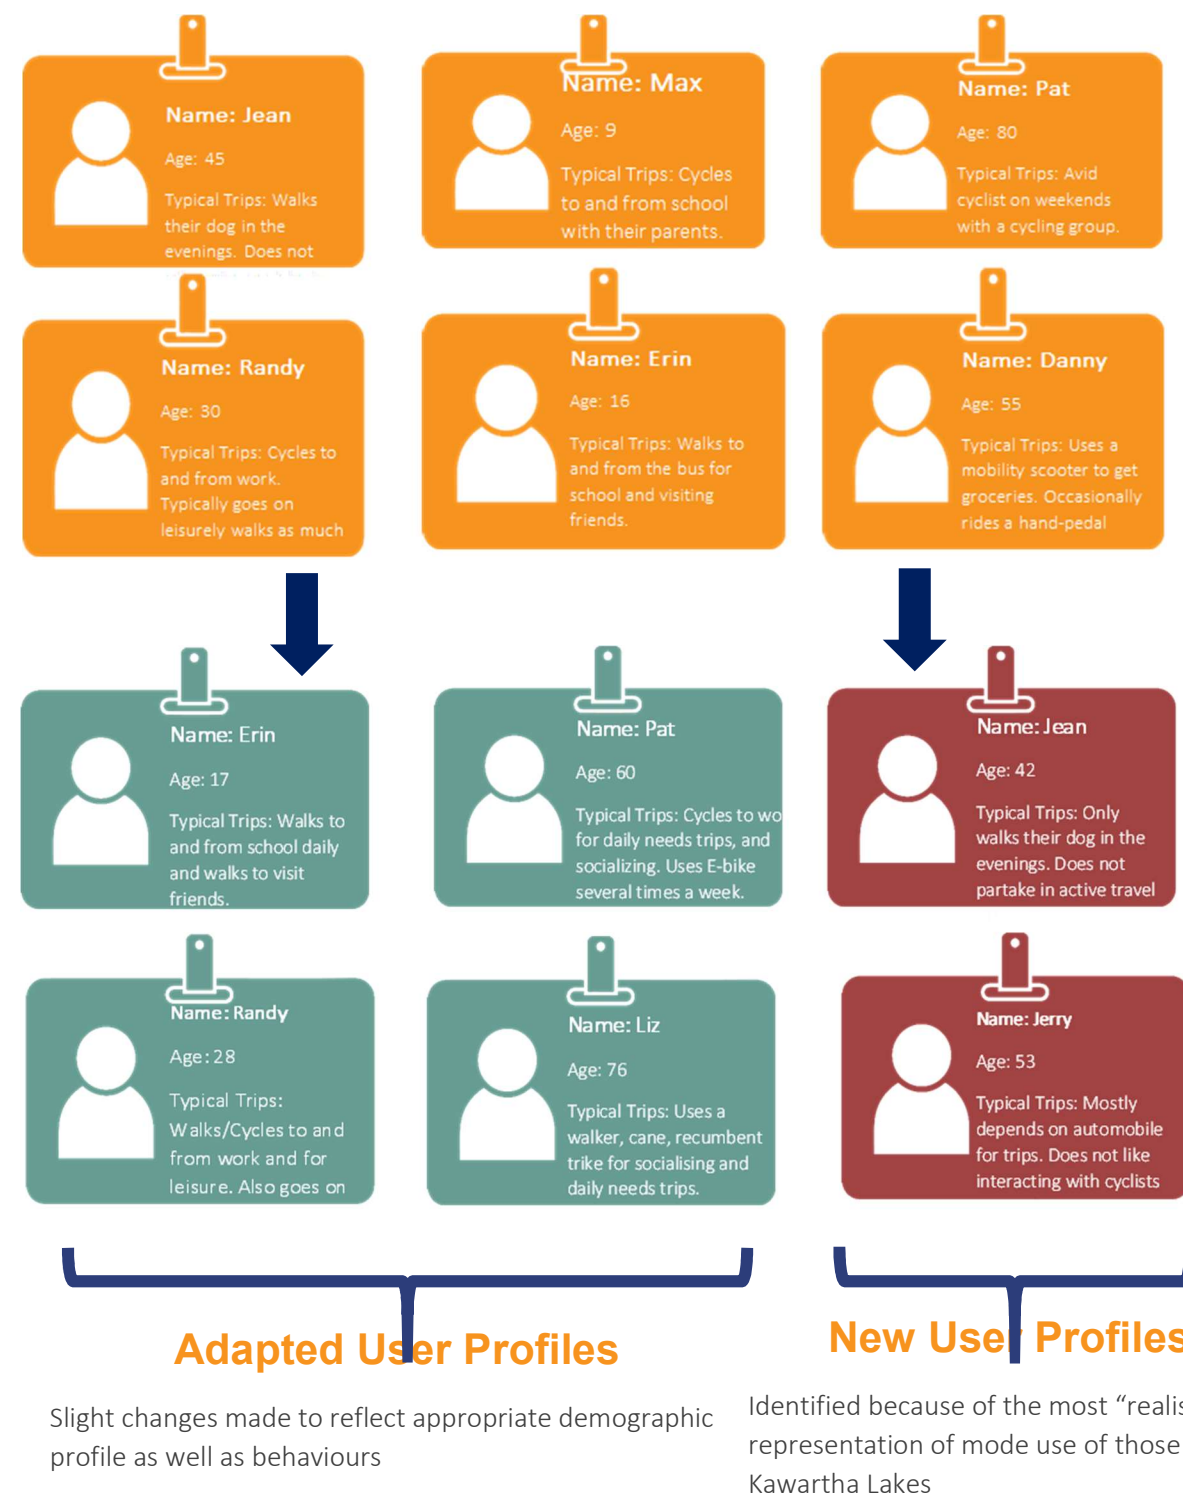 Name: Jean
Age: 45
Typical Trips: Walks
their dog in the
evenings. Does not
Name: Max
Age: 9
Typical Trips: Cycles
to and from school
with their parents.
Name: Pat
Age: 80
Typical Trips: Avid
cyclist on weekends
with a cycling group.
Name: Randy
Age: 30
Typical Trips: Cycles to
and from work.
Typically goes on
leisurely walks as much
Name: Erin
Age: 16
Typical Trips: Walks to
and from the bus for
school and visiting
friends.
Name: Danny
Age: 55
Typical Trips: Uses a
mobility scooter to get
groceries. Occasionally
rides a hand-pedal
Name: Erin
Age: 17
Typical Trips: Walks to
and from school daily
and walks to visit
friends.
Name: Pat
Age: 60
Typical Trips: Cycles to wo
for daily needs trips, and
socializing. Uses E-bike
several times a week.
Name: Jean
Age: 42
Typical Trips: Only
walks their dog in the
evenings. Does not
partake in active travel
Name: Randy
Age: 28
Typical Trips:
Walks/Cycles to and
from work and for
leisure. Also goes on
Name: Liz
Age: 76
Typical Trips: Uses a
walker, cane, recumbent
trike for socialising and
daily needs trips.
Name: Jerry
Age: 53
Typical Trips: Mostly
depends on automobile
for trips. Does not like
interacting with cyclists
Adapted User Profiles
Slight changes made to reflect appropriate demographic
profile as well as behaviours
New User Profiles
Identified because of the most “realis
representation of mode use of those
Kawartha Lakes